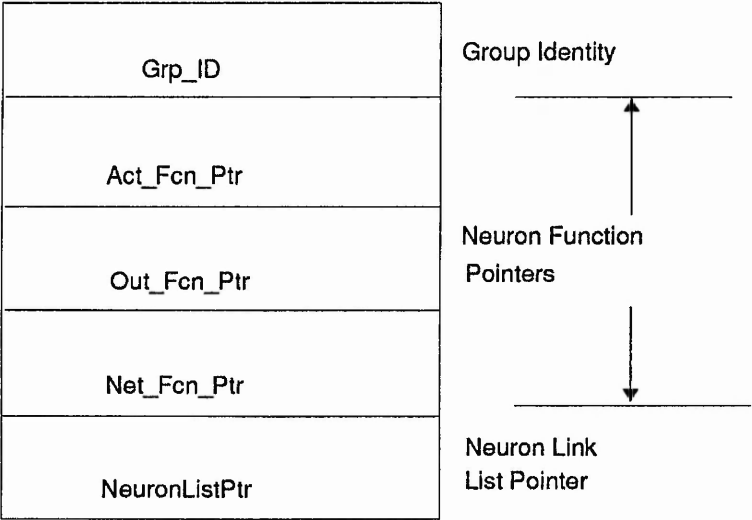 Grp_ID
Group Identity
Act_Fcn_Ptr
Neuron Function
Pointers
Out_Fcn_Ptr
Net_Fcn_Ptr
Neuron Link
List Pointer
NeuronListPtr